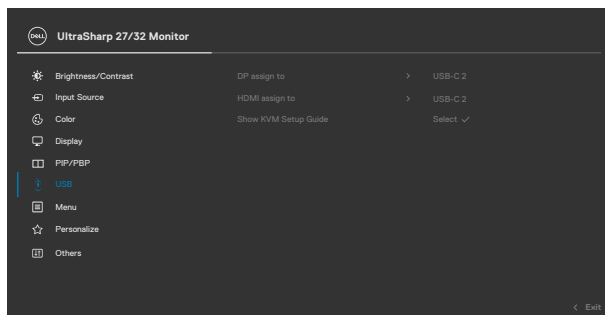 DELL UltraSharp 27/32 Monitor
Brightness/Contrast DP assign to > USB-C 2
Input Source HDMI assign to > USB-C 2
Color Show KVM Setup Guide Select ✓
Display
PIP/PBP
USB
Menu
Personalize
Others
< Exit